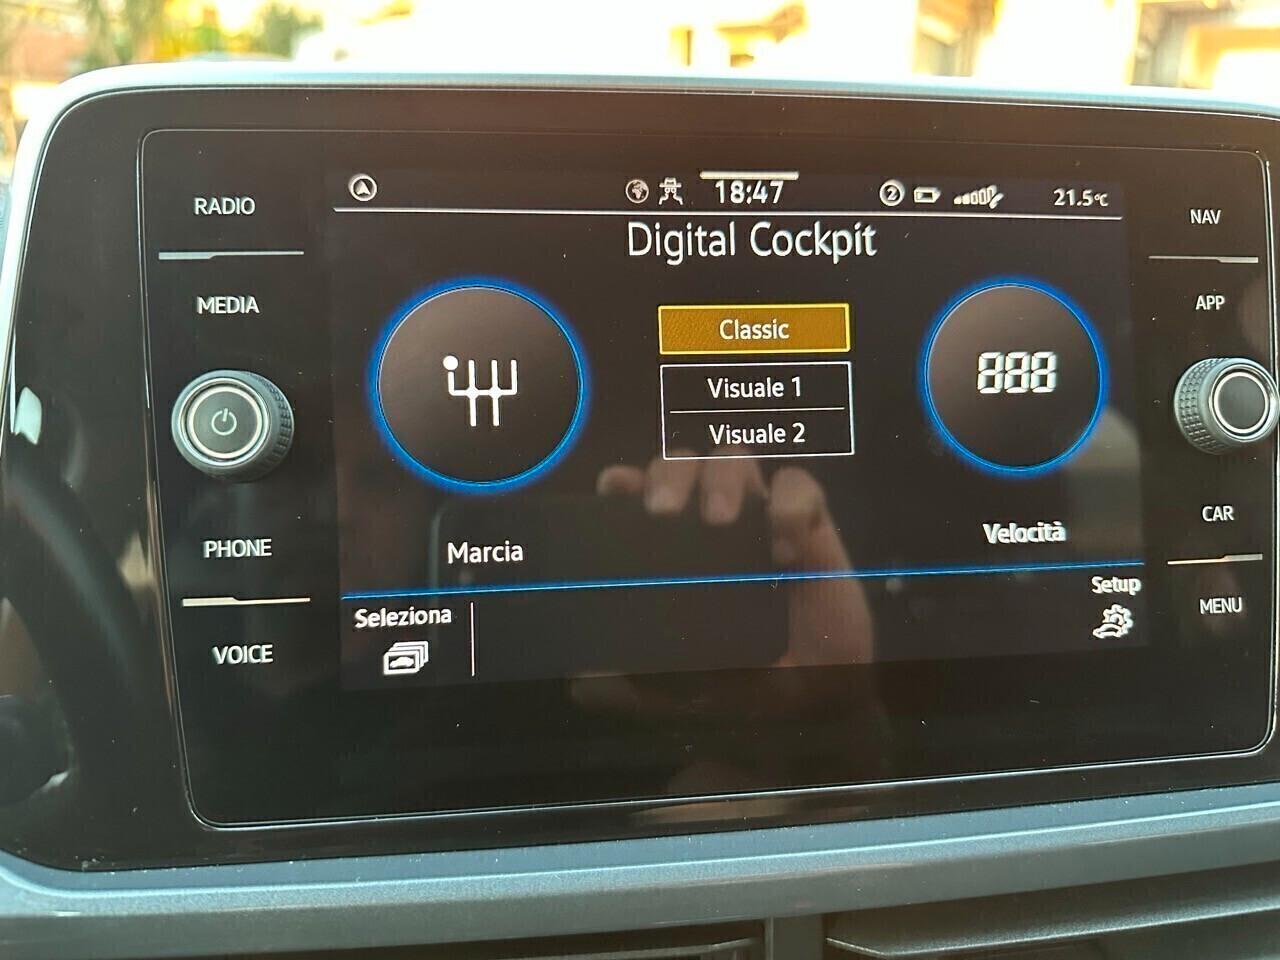 RADIO
MEDIA
PHONE
VOICE
18:47
2
21.5°C
Digital Cockpit
Classic
Visuale 1
Visuale 2
888
Marcia
Velocità
Seleziona
Setup
NAV
APP
CAR
MENU